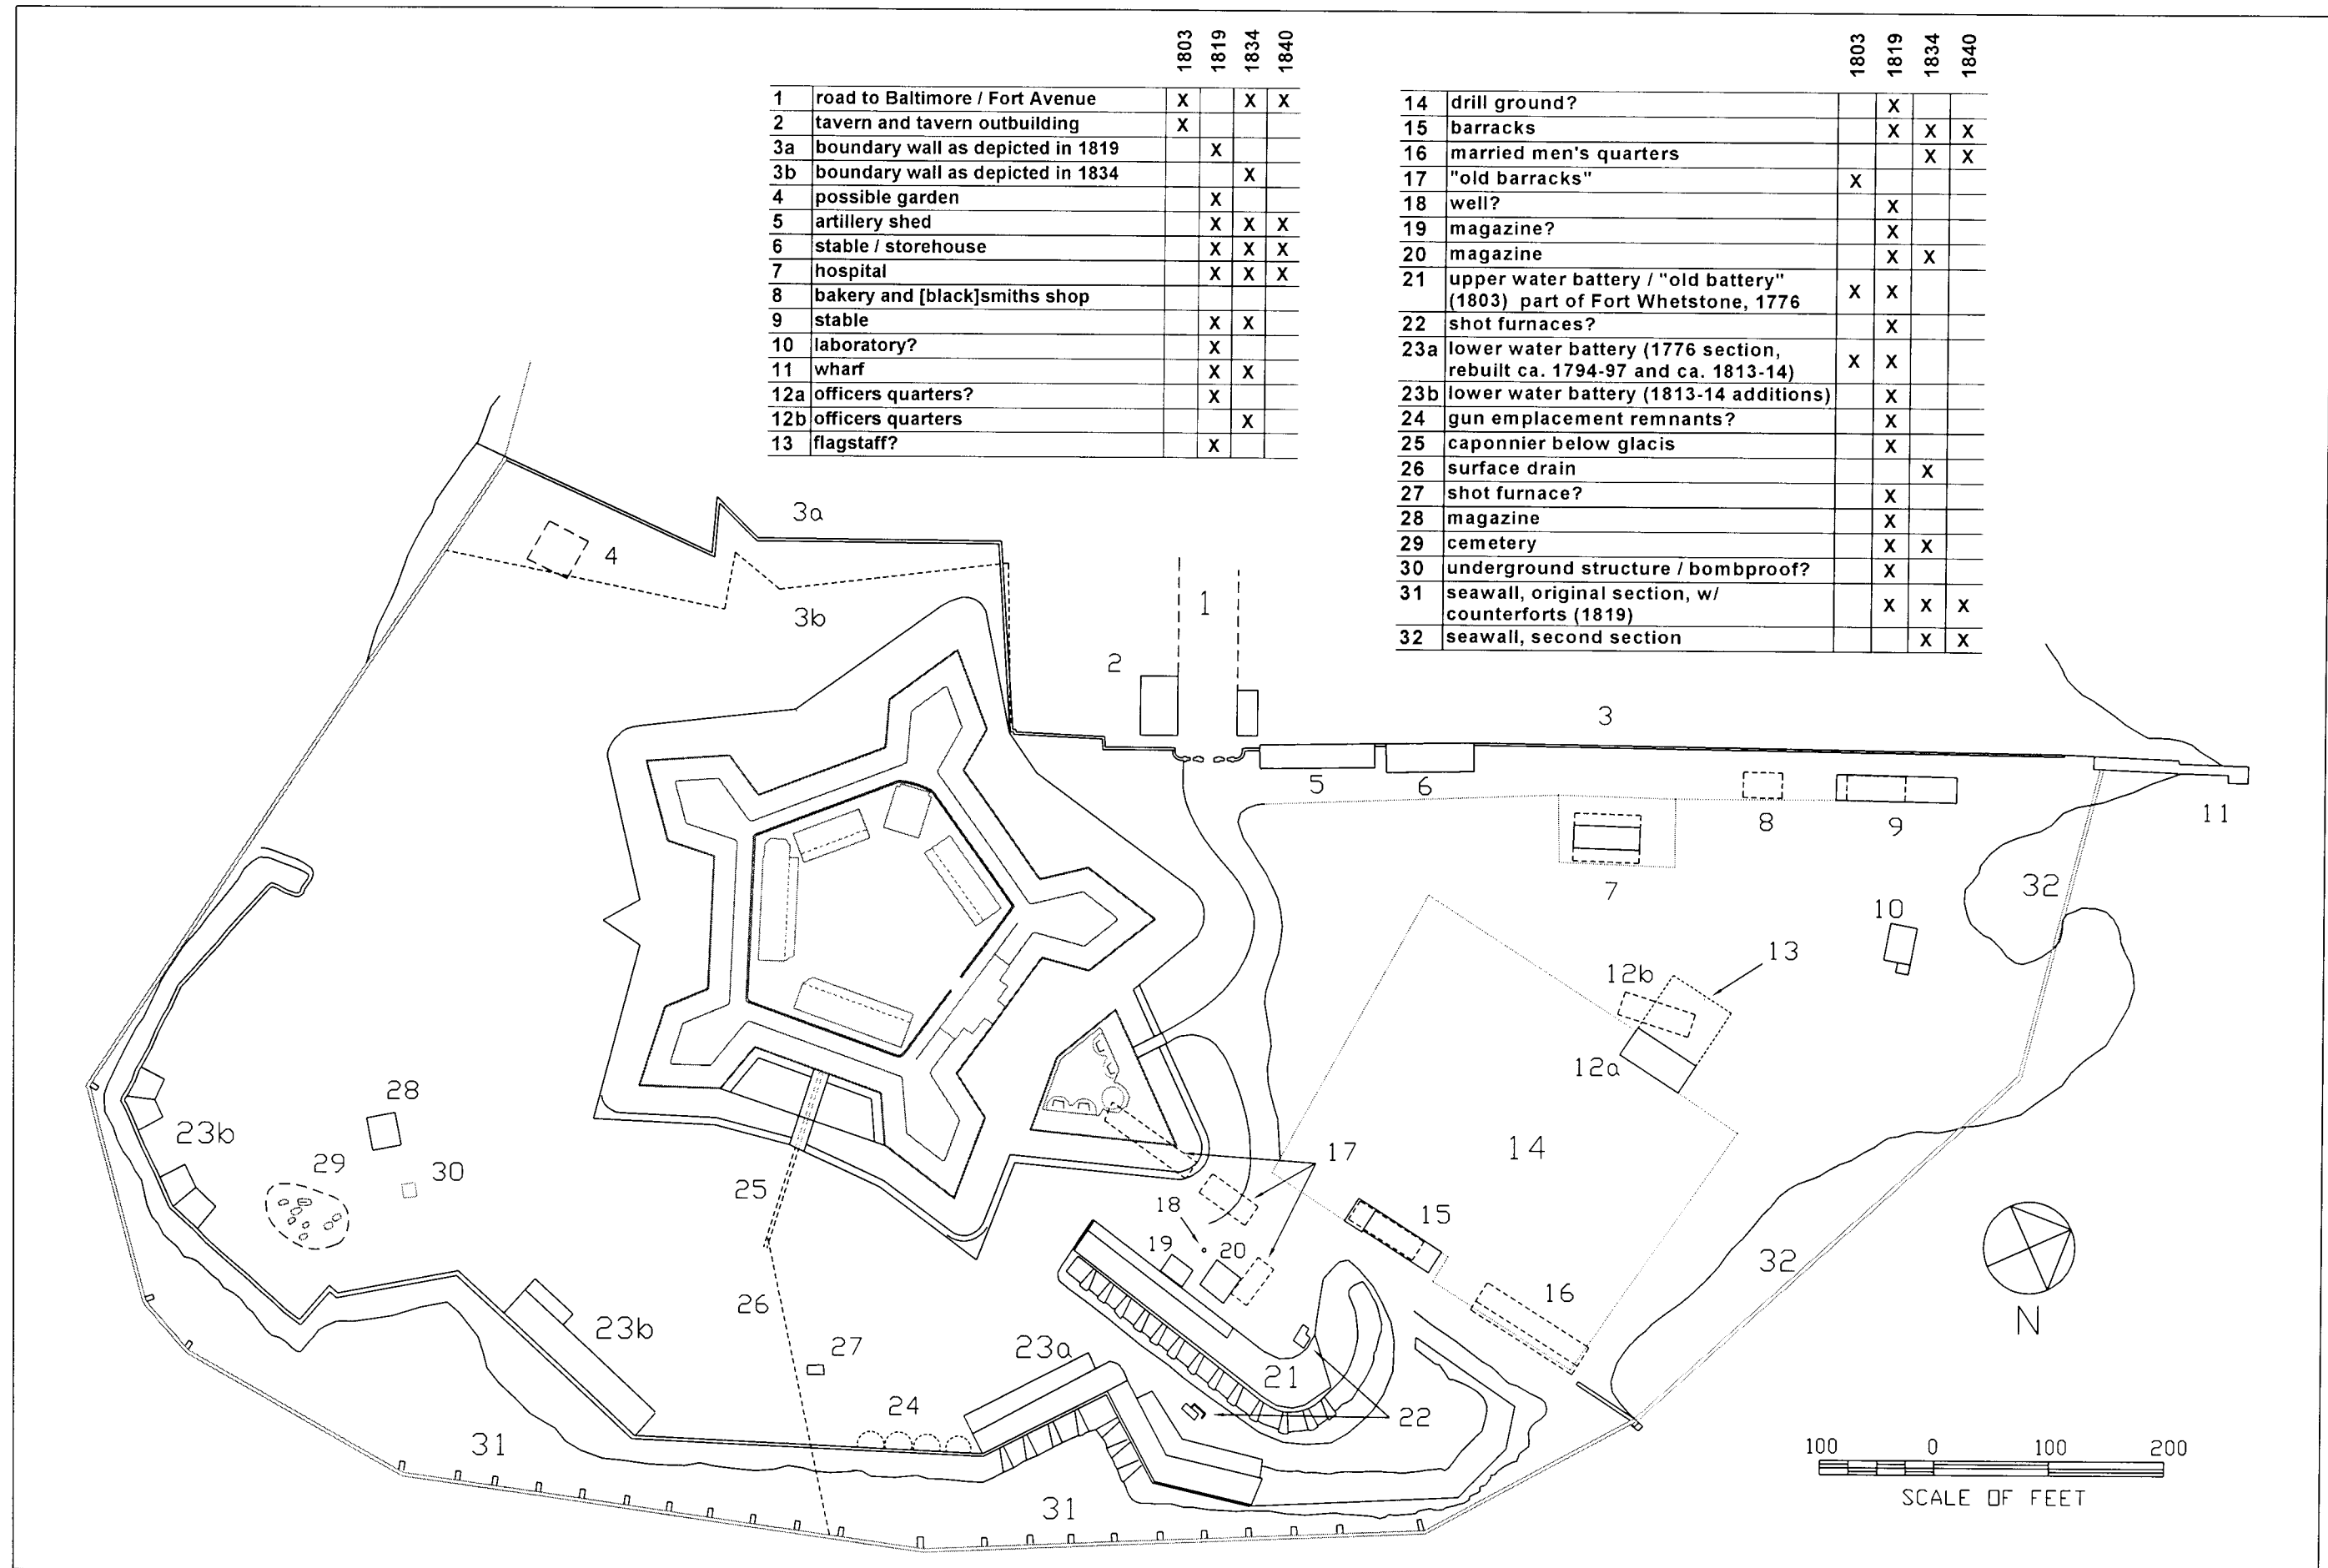 1803 1819 1834 1840
1 road to Baltimore / Fort Avenue X X X
2 tavern and tavern outbuilding X
3a boundary wall as depicted in 1819 X
3b boundary wall as depicted in 1834 X
4 possible garden X
5 artillery shed X X X
6 stable / storehouse X X X
7 hospital X X X
8 bakery and [black]smiths shop
9 stable X X
10 laboratory? X
11 wharf X X
12a officers quarters? X
12b officers quarters X
13 flagstaff? X
1803 1819 1834 1840
14 drill ground? X
15 barracks X X X
16 married men's quarters X X
17 "old barracks" X
18 well? X
19 magazine? X
20 magazine X X
21 upper water battery / "old battery"
(1803) part of Fort Whetstone, 1776 X X
22 shot furnaces? X
23a lower water battery (1776 section,
rebuilt ca. 1794-97 and ca. 1813-14) X X
23b lower water battery (1813-14 additions) X
24 gun emplacement remnants? X
25 caponnier below glacis X
26 surface drain X
27 shot furnace? X
28 magazine X
29 cemetery X X
30 underground structure / bombproof? X
31 seawall, original section, w/
counterforts (1819) X X X
32 seawall, second section X X
3a
4
3b
1
2
3
5
6
8
9
11
7
32
10
13
12b
12a
28
23b
29
30
25
17
14
18
15
19
20
32
16
26
23b
27
23a
21
24
22
31
31
N
100 0 100 200
SCALE OF FEET